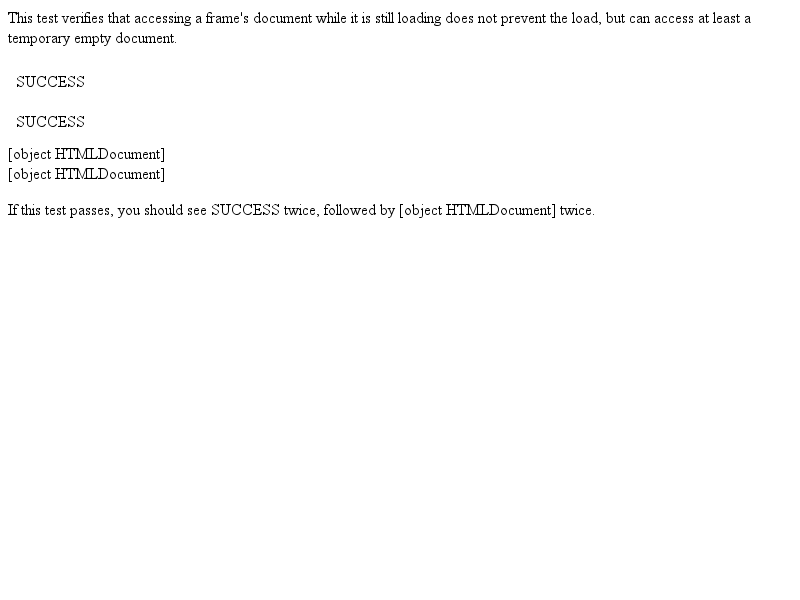 This test verifies that accessing a frame's document while it is still loading does not prevent the load, but can access at least a
temporary empty document.
SUCCESS
SUCCESS
[object HTMLDocument]
[object HTMLDocument]
If this test passes, you should see SUCCESS twice, followed by [object HTMLDocument] twice.